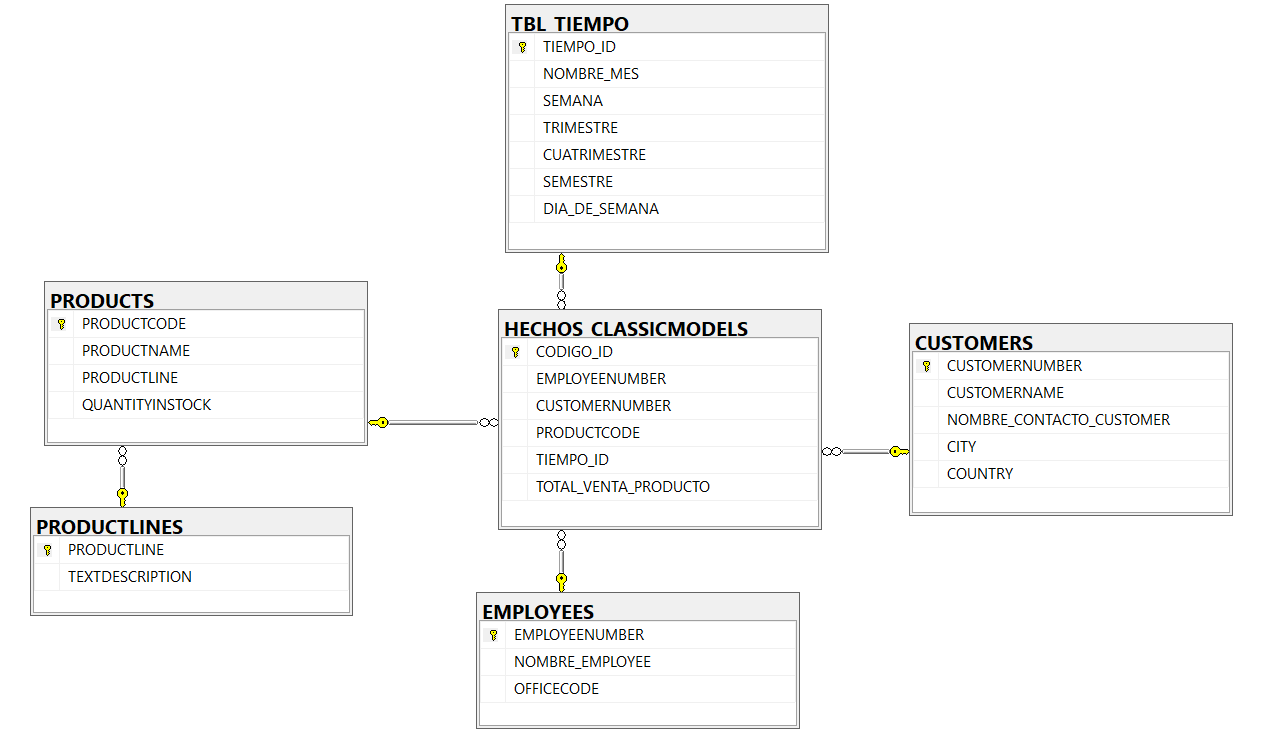 TBL_TIEMPO
TIEMPO_ID
NOMBRE_MES
SEMANA
TRIMESTRE
CUATRIMESTRE
SEMESTRE
DIA_DE_SEMANA
PRODUCTS
PRODUCTCODE
PRODUCTNAME
PRODUCTLINE
QUANTITYINSTOCK
HECHOS_CLASSICMODELS
CODIGO_ID
EMPLOYEENUMBER
CUSTOMERNUMBER
PRODUCTCODE
TIEMPO_ID
TOTAL_VENTA_PRODUCTO
CUSTOMERS
CUSTOMERNUMBER
CUSTOMERNAME
NOMBRE_CONTACTO_CUSTOMER
CITY
COUNTRY
PRODUCTLINES
PRODUCTLINE
TEXTDESCRIPTION
EMPLOYEES
EMPLOYEENUMBER
NOMBRE_EMPLOYEE
OFFICECODE